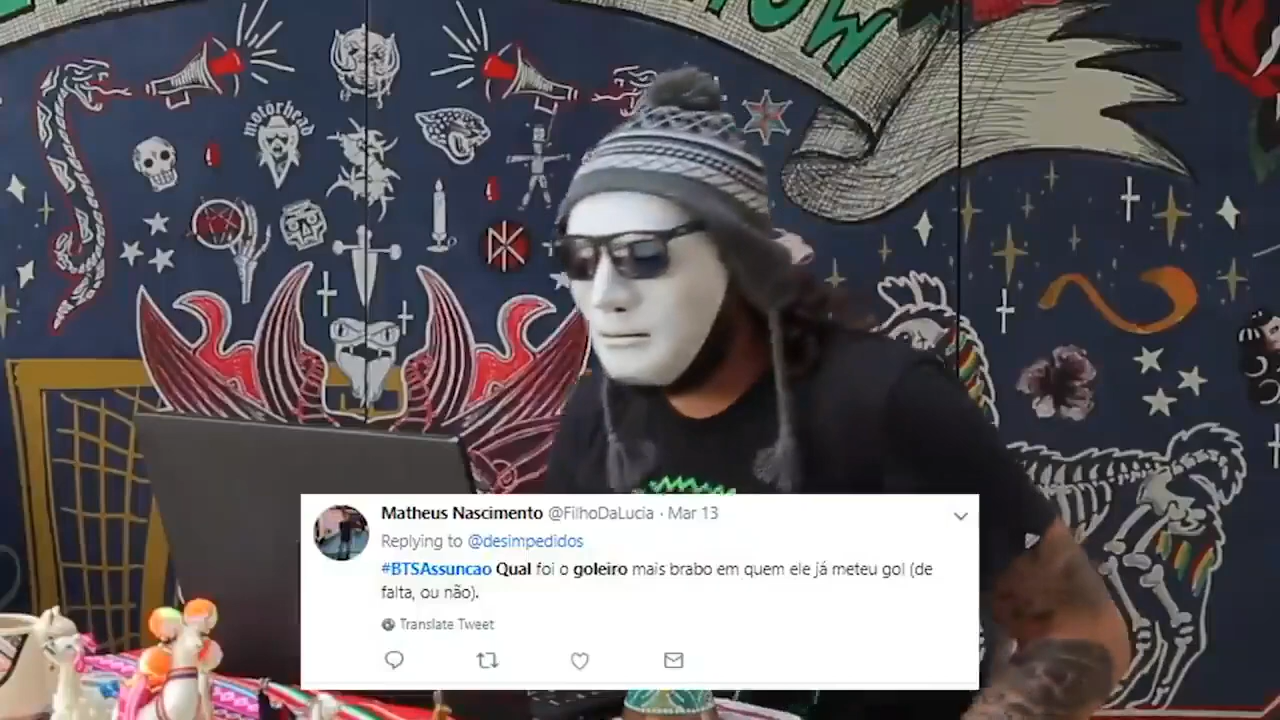 motörhead
Matheus Nascimento @FilhoDaLucia · Mar 13
Replying to @desimpedidos
#BTSAssuncao Qual foi o goleiro mais brabo em quem ele já meteu gol (de
falta, ou não).
Translate Tweet